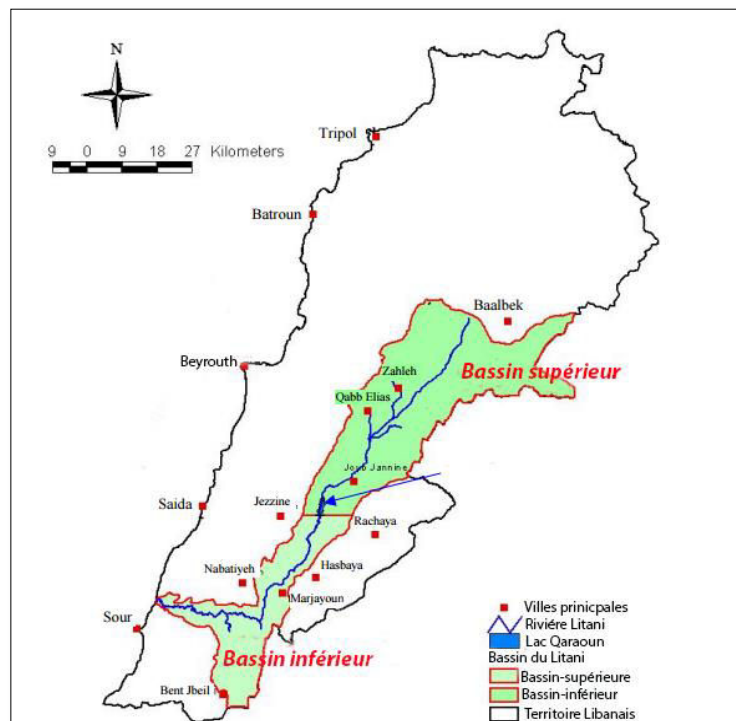 N
9 0 9 18 27 Kilometers
Tripol
Batroun
Baalbek
Beyrouth
Zahleh
Bassin supérieur
Qabb Elias
Joub Jannine
Saida
Jezzine
Rachaya
Nabatiyeh
Hasbaya
Marjayoun
Sour
Bassin inférieur
Bent Jbeil
Villes prinicpales
Riviére Litani
Lac Qaraoun
Bassin du Litani
Bassin-supérieure
Bassin-inférieur
Territoire Libanais